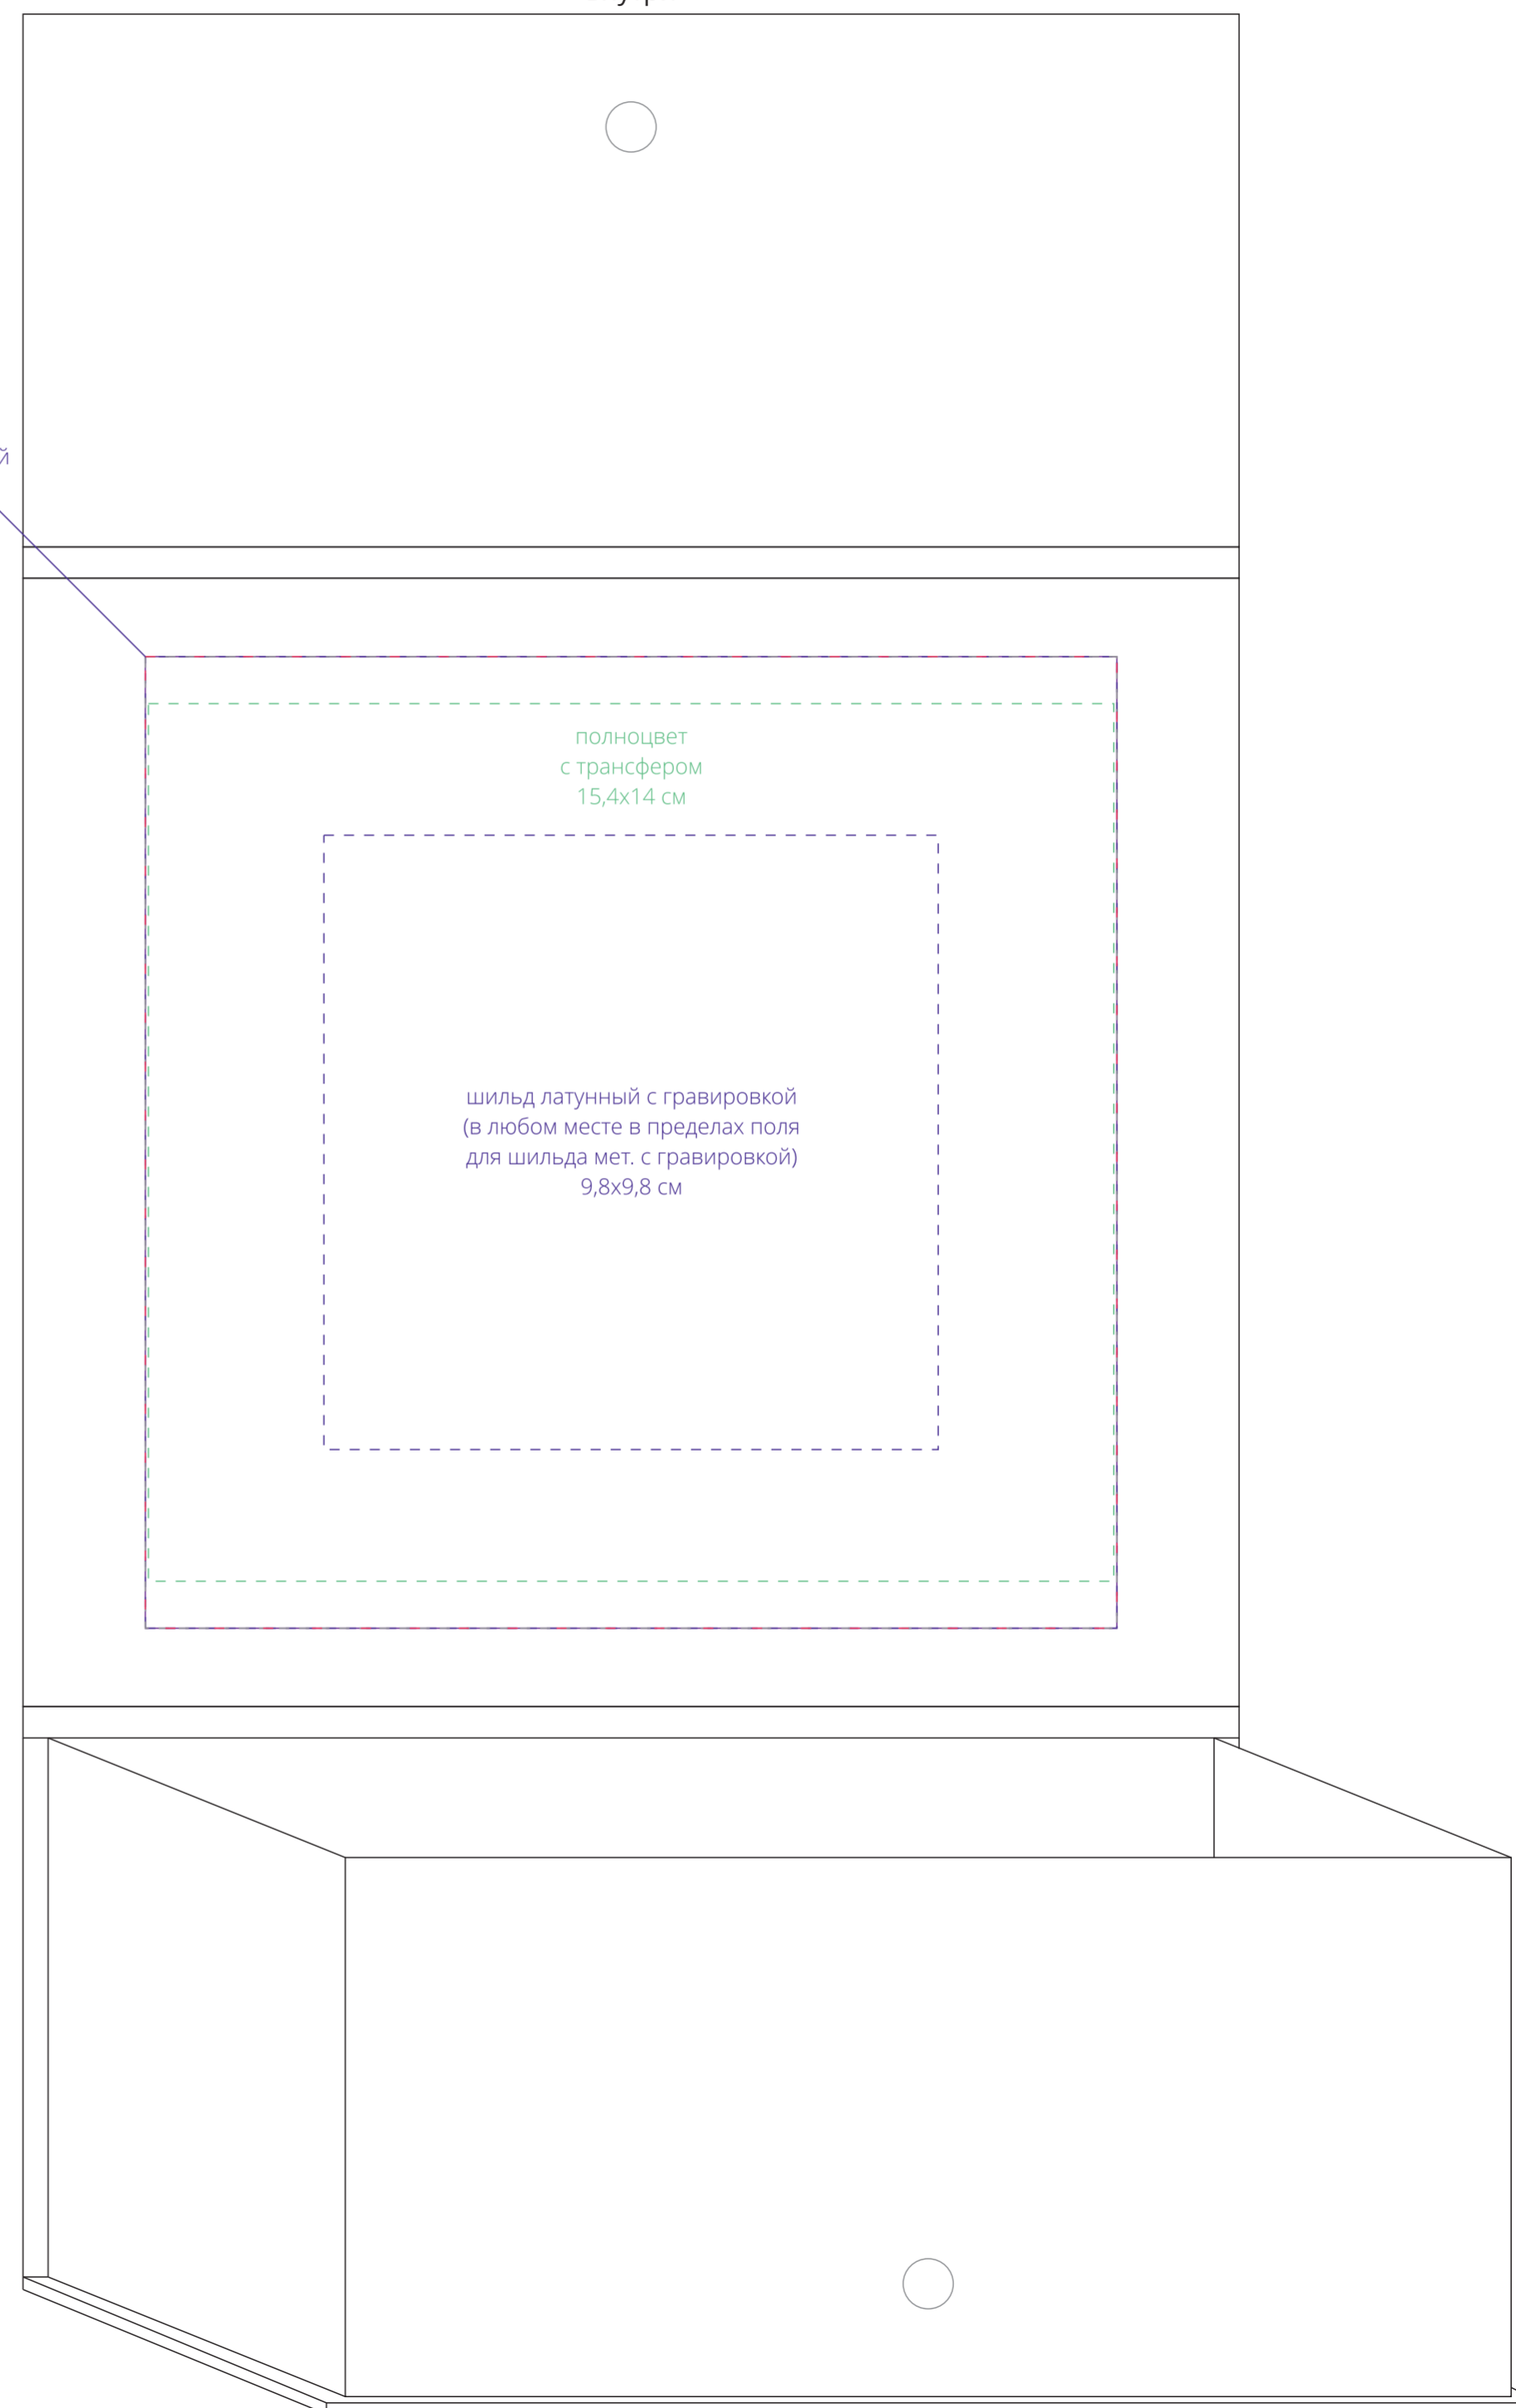 й
полноцвет
с трансфером
15,4х14 см
шильд латунный с гравировкой
(в любом месте в пределах поля
для шильда мет. с гравировкой)
9,8х9,8 см